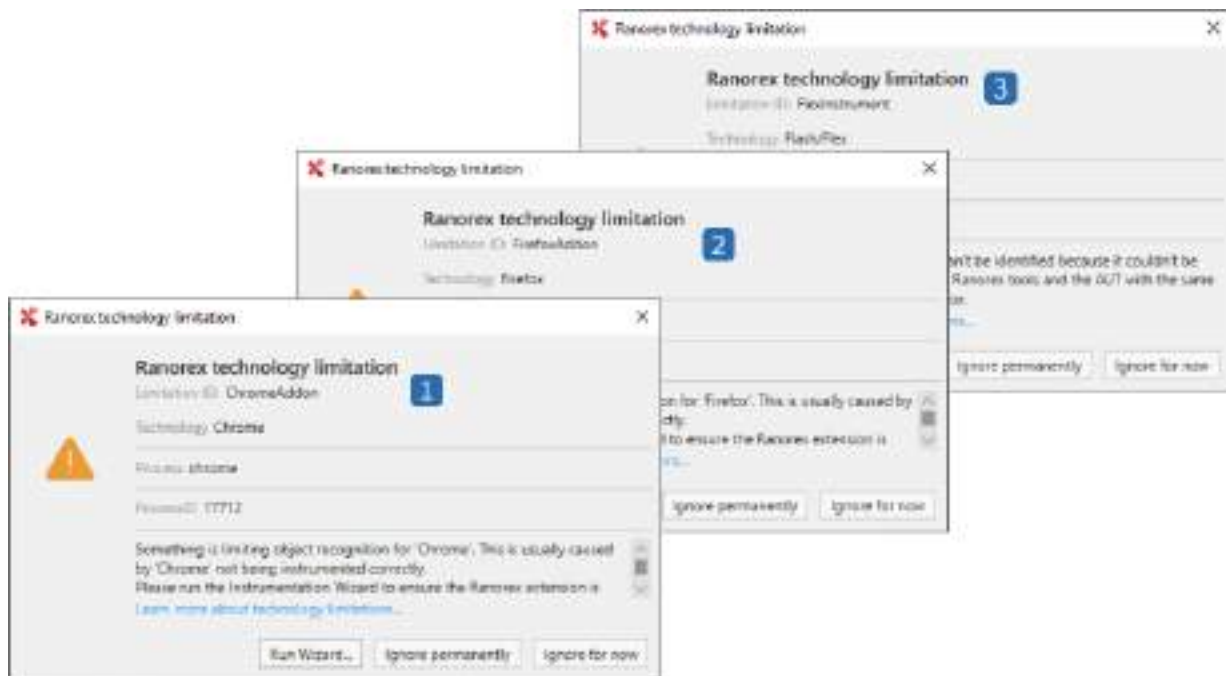 Ranorex technology limitation
Ranorex technology limitation
3
Limitation ID: FlexInstrument
Technology: Flash/Flex
n't be identified because it couldn't be
Ranorex tools and the AUT with the same
Ignore permanently
Ignore for now
Ranorex technology limitation
Ranorex technology limitation
2
Limitation ID: FirefoxAddon
Technology: Firefox
on for 'Firefox'. This is usually caused by
ctly.
to ensure the Ranorex extension is
Ignore permanently
Ignore for now
Ranorex technology limitation
Ranorex technology limitation
1
Limitation ID: ChromeAddon
Technology: Chrome
Process: chrome
ProcessID: 17712
Something is limiting object recognition for 'Chrome'. This is usually caused
by 'Chrome' not being instrumented correctly.
Please run the Instrumentation Wizard to ensure the Ranorex extension is
Learn more about technology limitations...
Run Wizard...
Ignore permanently
Ignore for now